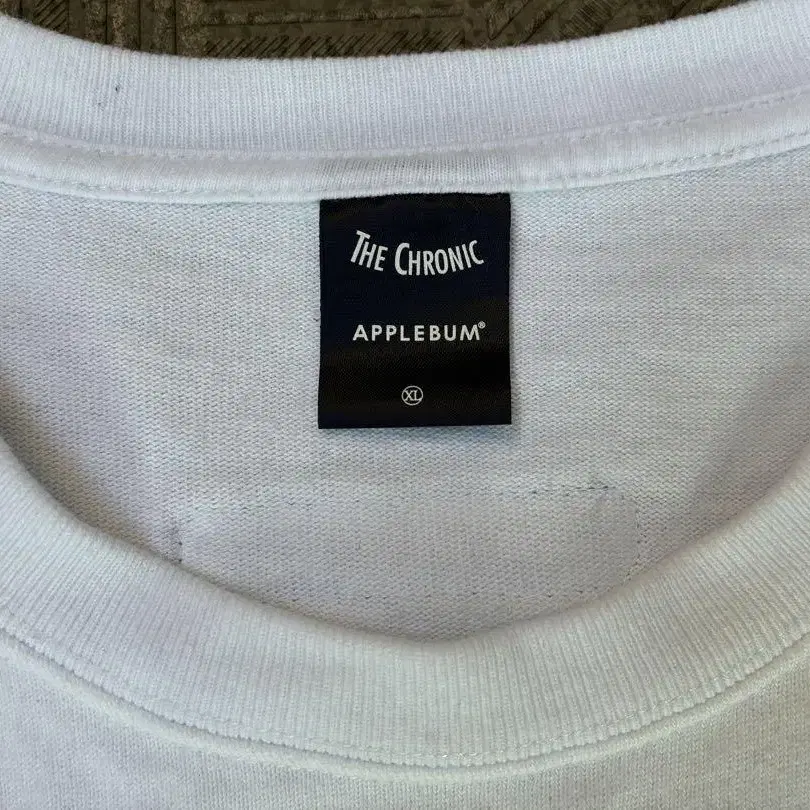 THE CHRONIC
APPLEBUM®
XL